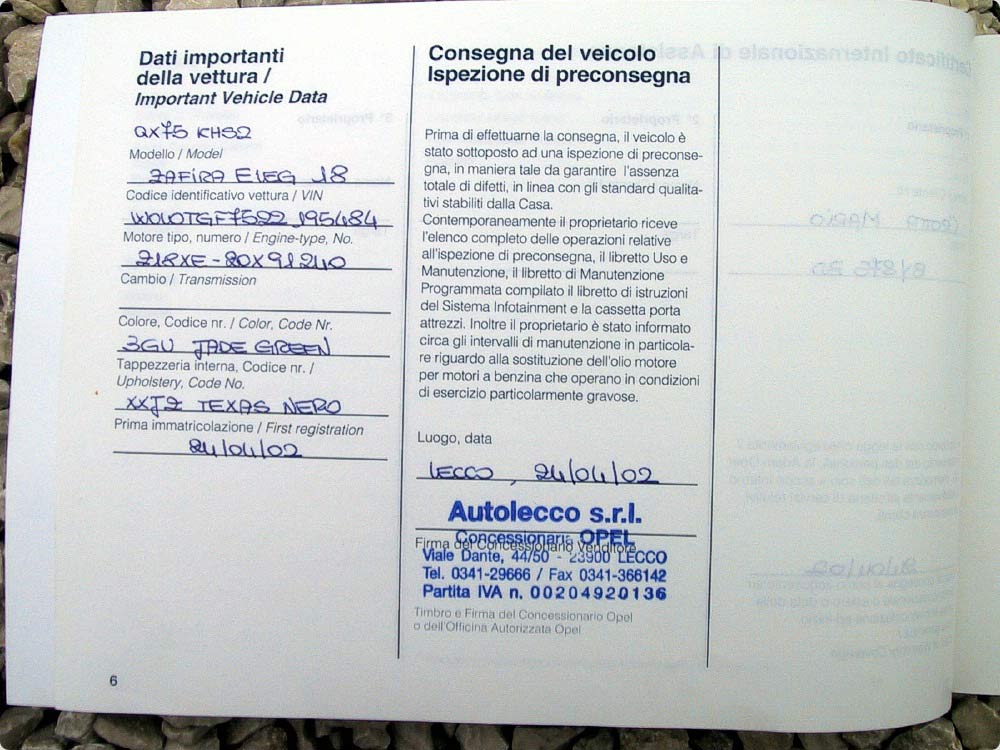 Dati importanti
della vettura /
Important Vehicle Data
QX75 KHS2
Modello / Model
ZAFIRA ELEG 18
Codice identificativo vettura / VIN
W0L0TGF7522195484
Motore tipo, numero / Engine-type, No.
Z18XE-20X91240
Cambio / Transmission
Colore, Codice nr. / Color, Code Nr.
3GU JADE GREEN
Tappezzeria interna, Codice nr. /
Upholstery, Code No.
XXJ2 TEXAS NERO
Prima immatricolazione / First registration
24/04/02
6
Consegna del veicolo
Ispezione di preconsegna
Prima di effettuarne la consegna, il veicolo è
stato sottoposto ad una ispezione di preconse-
gna, in maniera tale da garantire l'assenza
totale di difetti, in linea con gli standard qualita-
tivi stabiliti dalla Casa.
Contemporaneamente il proprietario riceve
l'elenco completo delle operazioni relative
all'ispezione di preconsegna, il libretto Uso e
Manutenzione, il libretto di Manutenzione
Programmata compilato il libretto di istruzioni
del Sistema Infotainment e la cassetta porta
attrezzi. Inoltre il proprietario è stato informato
circa gli intervalli di manutenzione in particola-
re riguardo alla sostituzione dell'olio motore
per motori a benzina che operano in condizioni
di esercizio particolarmente gravose.
Luogo, data
LECCO, 24/04/02
Autolecco s.r.l.
Concessionaria OPEL
Firma del Concessionario Venditore
Viale Dante, 44/50 - 23900 LECCO
Tel. 0341-29666 / Fax 0341-366142
Partita IVA n. 00204920136
Timbro e Firma del Concessionario Opel
o dell'Officina Autorizzata Opel